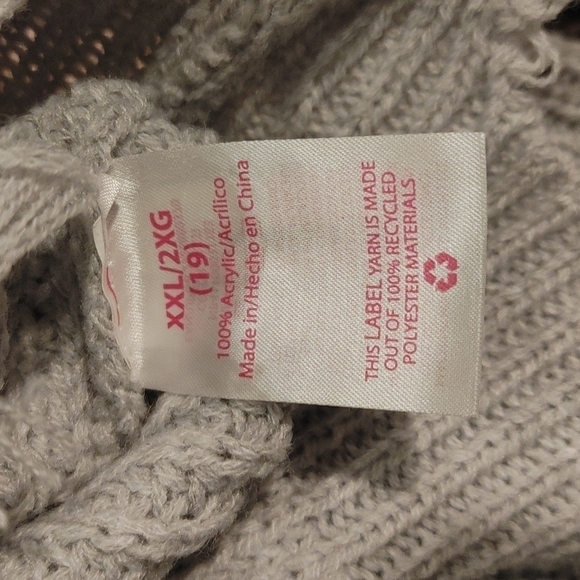 XXL/2XG
(19)
100% Acrylic/Acrílico
Made in/Hecho en China
THIS LABEL YARN IS MADE
OUT OF 100% RECYCLED
POLYESTER MATERIALS